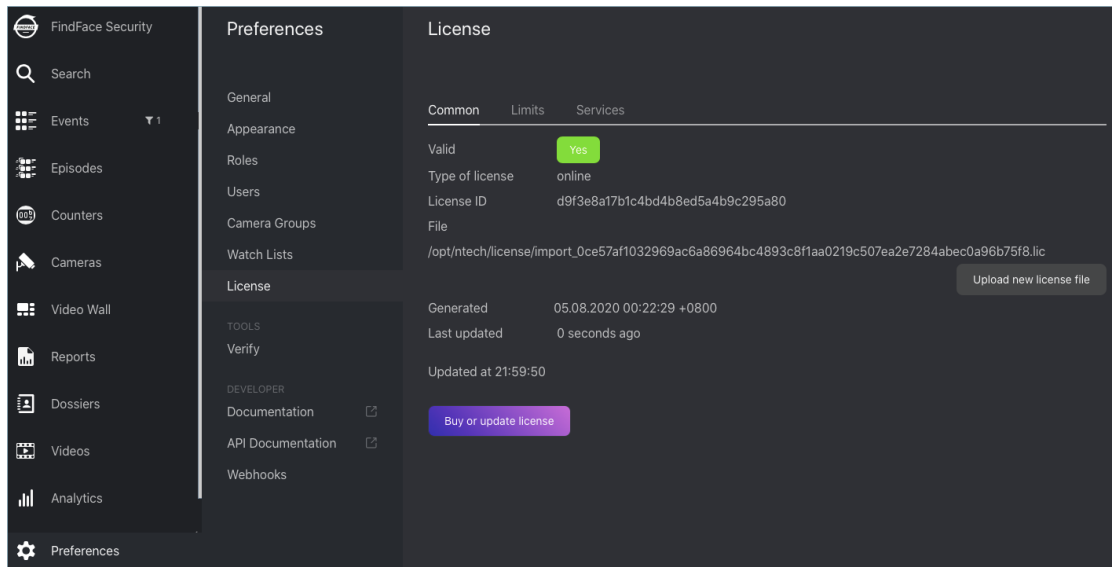 FindFace Security
Search
Events 1
Episodes
Counters
Cameras
Video Wall
Reports
Dossiers
Videos
Analytics
Preferences
Preferences
General
Appearance
Roles
Users
Camera Groups
Watch Lists
License
TOOLS
Verify
DEVELOPER
Documentation
API Documentation
Webhooks
License
Common Limits Services
Valid Yes
Type of license online
License ID d9f3e8a17b1c4bd4b8ed5a4b9c295a80
File
/opt/ntech/license/import_0ce57af1032969ac6a86964bc4893c8f1aa0219c507ea2e7284abec0a96b75f8.lic
Upload new license file
Generated 05.08.2020 00:22:29 +0800
Last updated 0 seconds ago
Updated at 21:59:50
Buy or update license